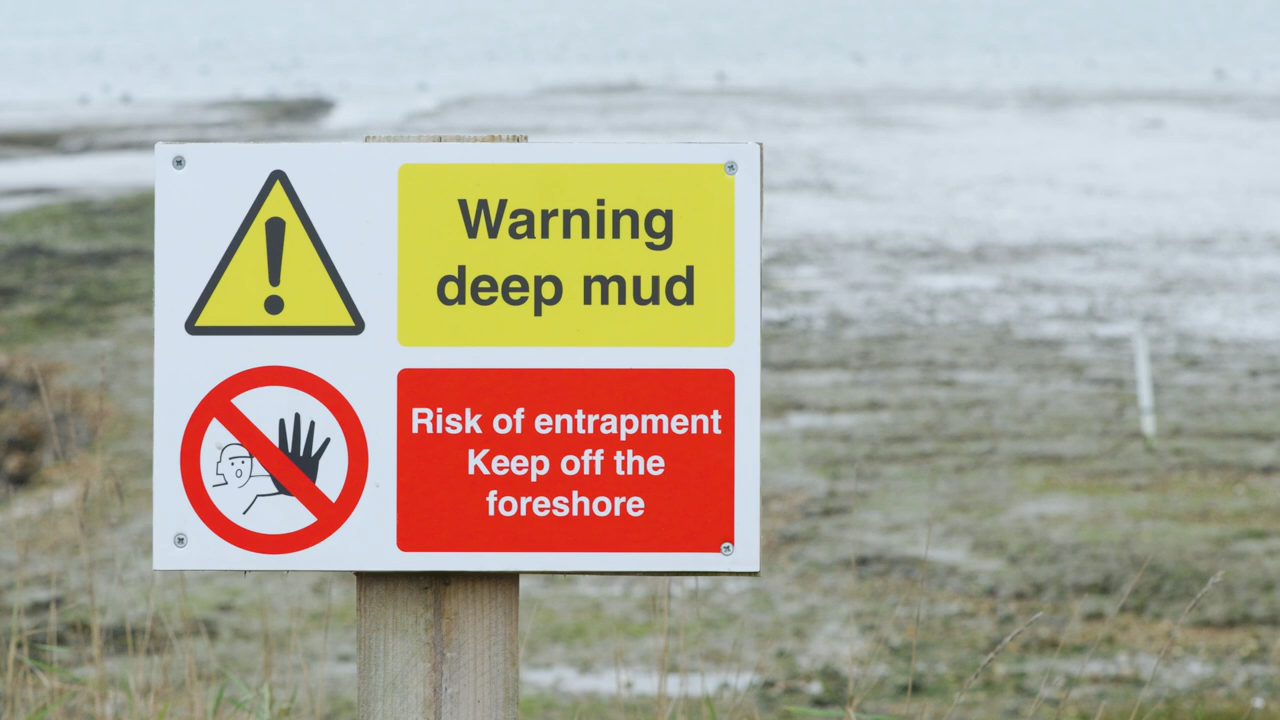 Warning
deep mud
Risk of entrapment
Keep off the
foreshore